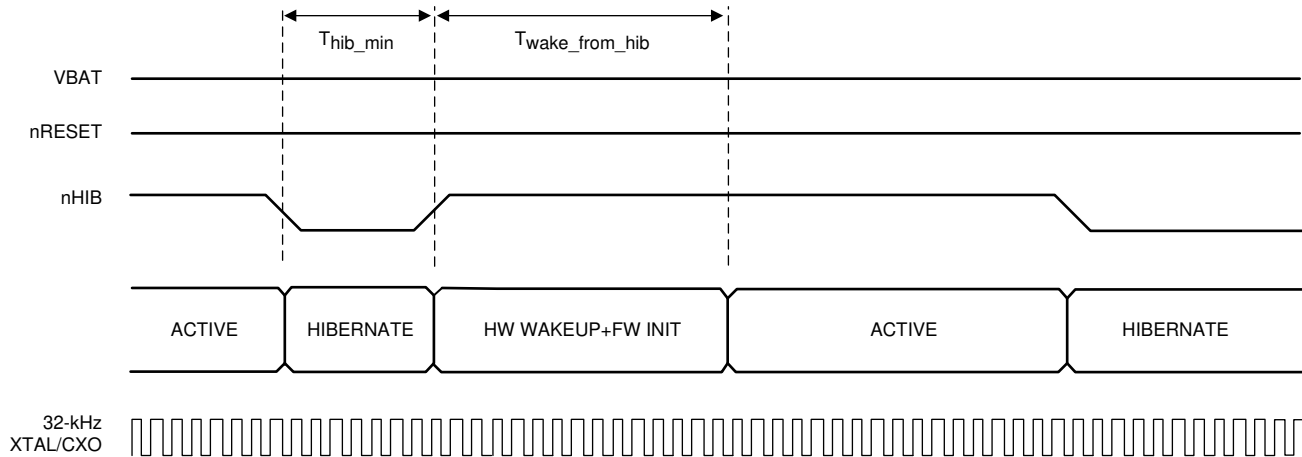 Thib_min
Twake_from_hib
VBAT
nRESET
nHIB
ACTIVE
HIBERNATE
HW WAKEUP+FW INIT
ACTIVE
HIBERNATE
32-kHz
XTAL/CXO